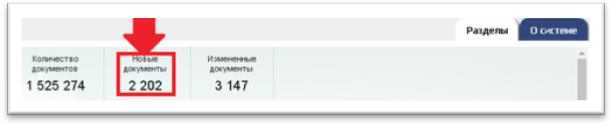 Разделы О системе
Количество документов Новые документы Измененные документы
1 525 274 2 202 3 147